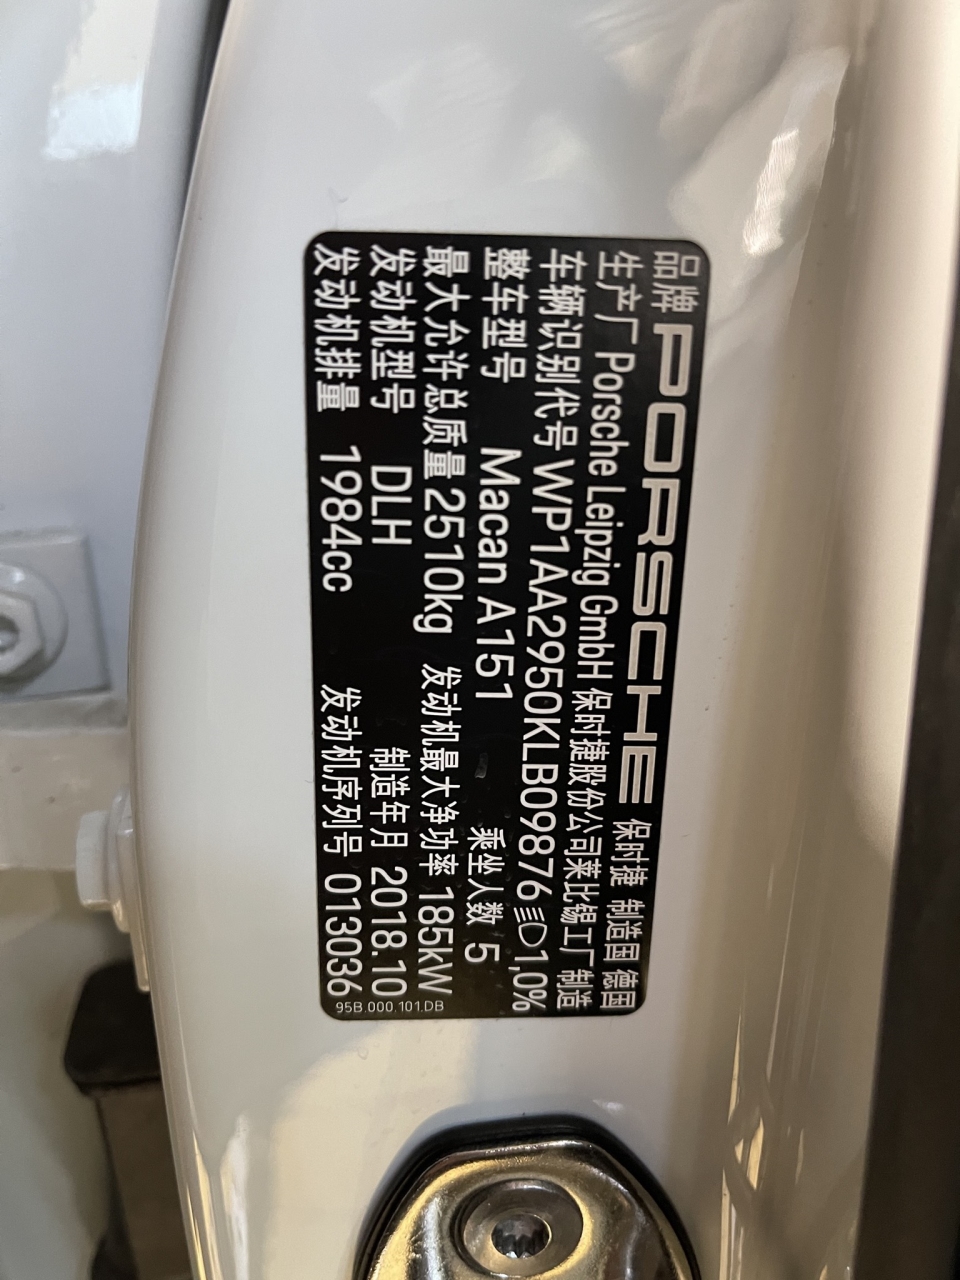 品牌 PORSCHE 保时捷 制造国 德国
生产厂 Porsche Leipzig GmbH 保时捷股份公司莱比锡工厂制造
车辆识别代号 WP1AA2950KLB09876 1,0%
整车型号 Macan A151 乘坐人数 5
最大允许总质量 2510kg 发动机最大净功率 185kW
发动机型号 DLH 制造年月 2018.10
发动机排量 1984cc 发动机序列号 013036
95B.000.101.DB